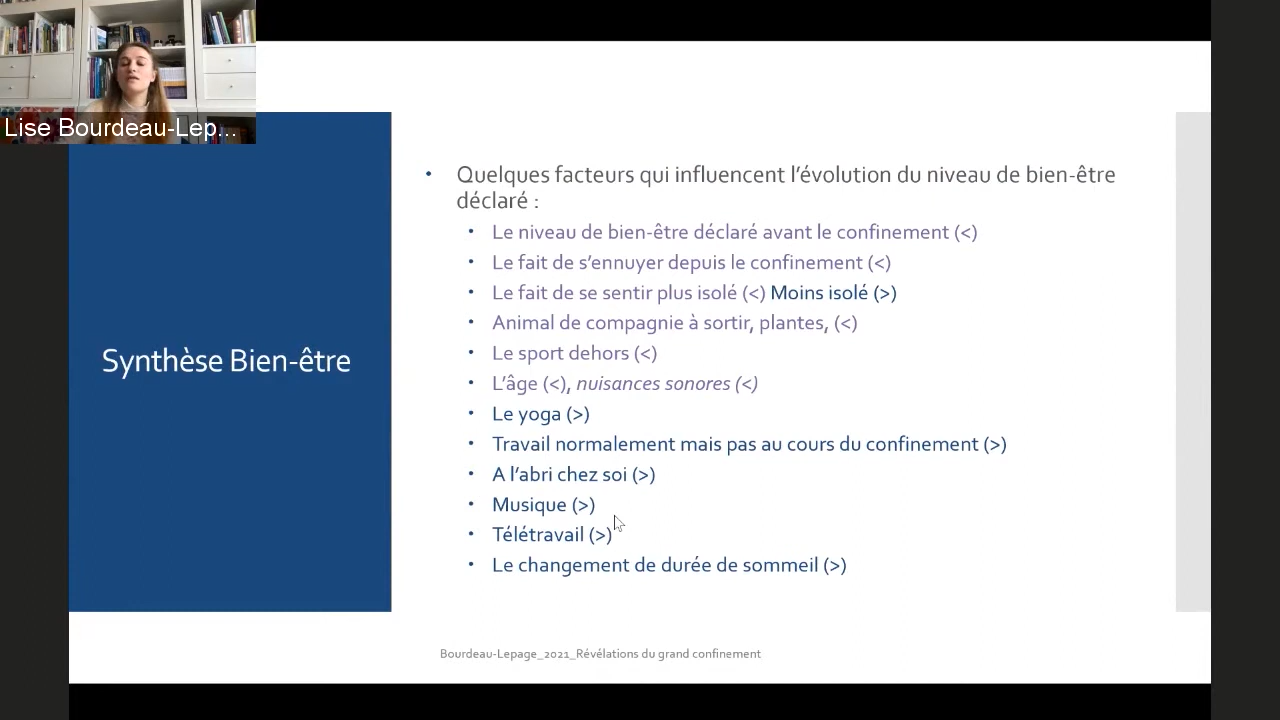 Lise Bourdeau-Lep...
Synthèse Bien-être
• Quelques facteurs qui influencent l'évolution du niveau de bien-être
déclaré :
• Le niveau de bien-être déclaré avant le confinement (<)
• Le fait de s'ennuyer depuis le confinement (<)
• Le fait de se sentir plus isolé (<) Moins isolé (>)
• Animal de compagnie à sortir, plantes, (<)
• Le sport dehors (<)
• L'âge (<), nuisances sonores (<)
• Le yoga (>)
• Travail normalement mais pas au cours du confinement (>)
• A l'abri chez soi (>)
• Musique (>)
• Télétravail (>)
• Le changement de durée de sommeil (>)
Bourdeau-Lepage_2021_Révélations du grand confinement